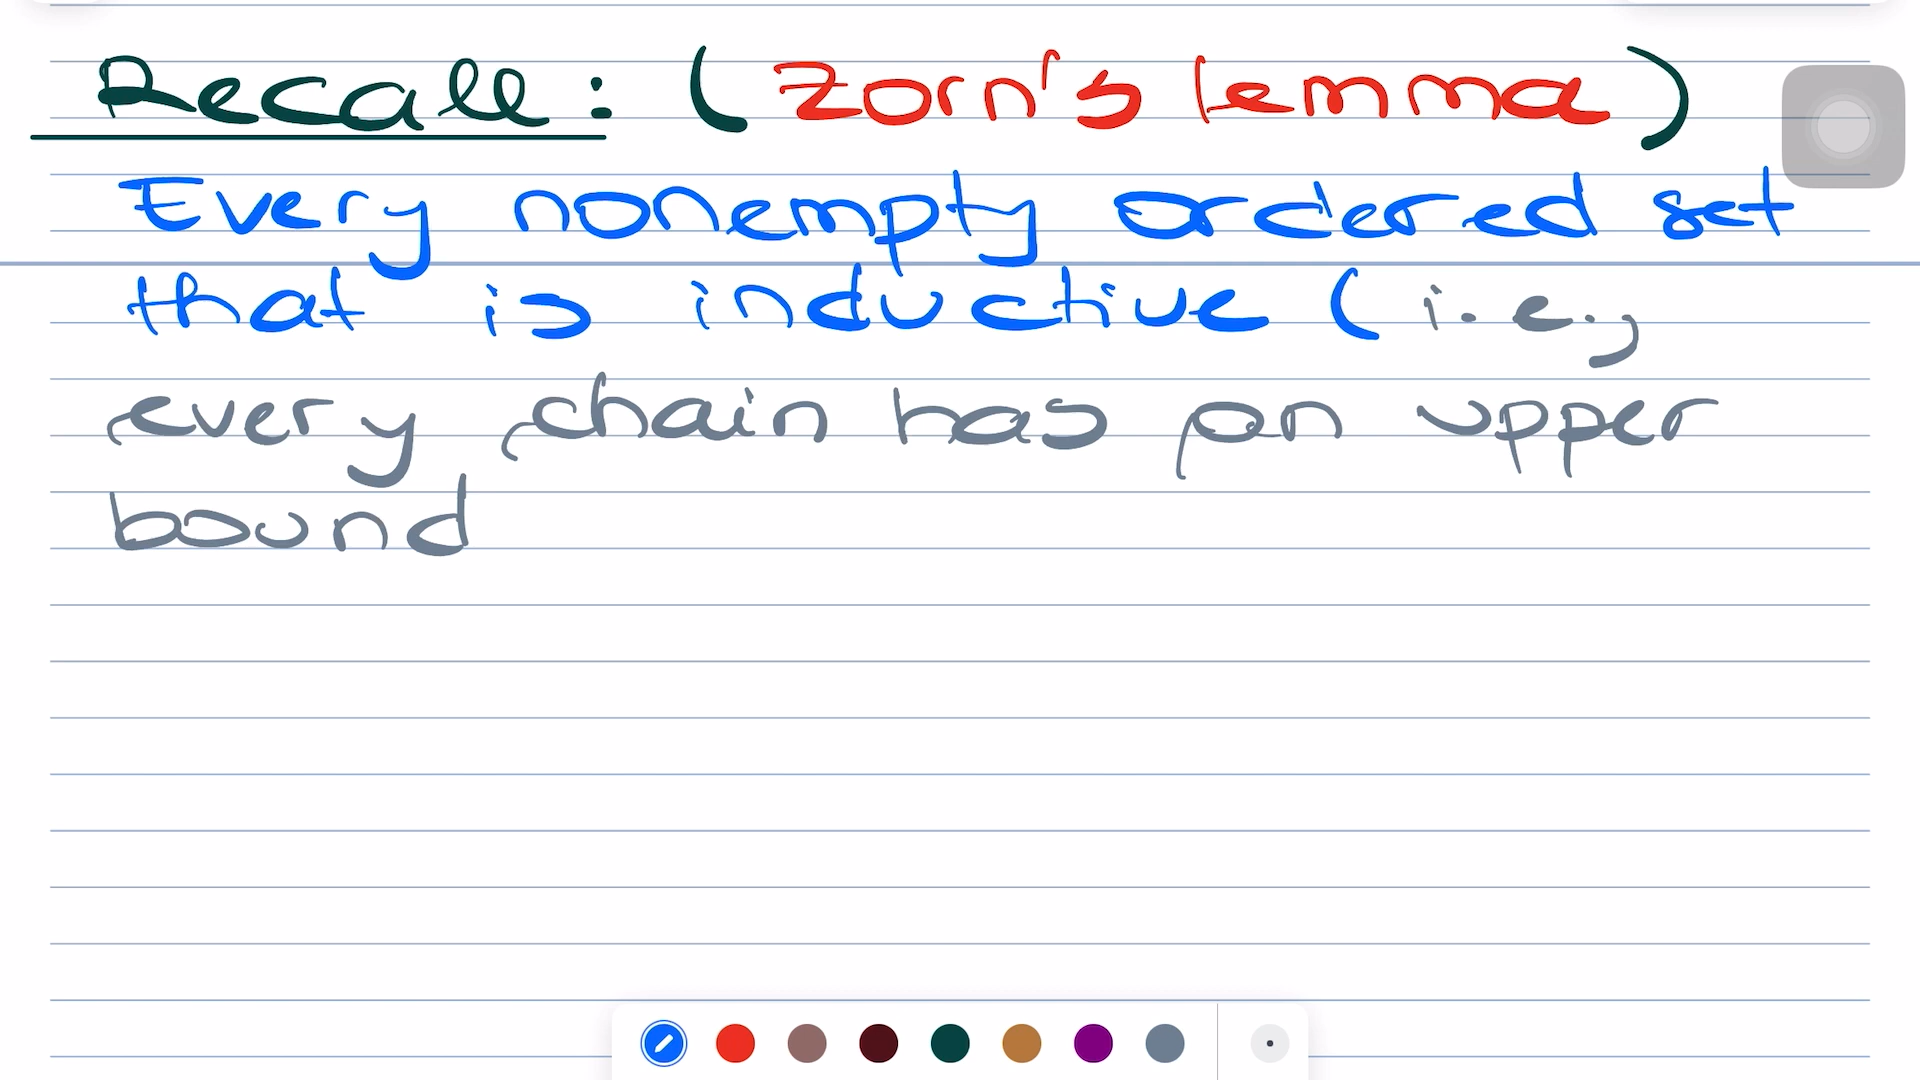 Recall: (Zorn's lemma)
Every nonempty ordered set
that is inductive (i.e.,
every chain has an upper
bound